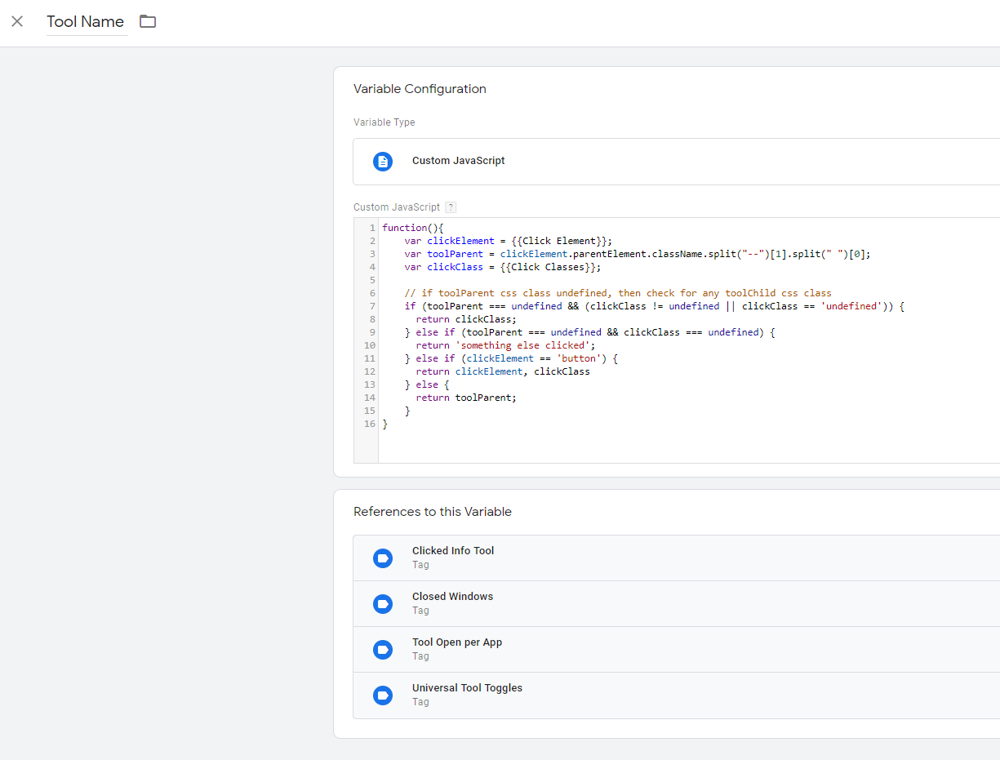 Tool Name
Variable Configuration
Variable Type
Custom JavaScript
Custom JavaScript ?
1 function(){
2     var clickElement = {{Click Element}};
3     var toolParent = clickElement.parentElement.className.split("--")[1].split(" ")[0];
4     var clickClass = {{Click Classes}};
5
6     // if toolParent css class undefined, then check for any toolChild css class
7     if (toolParent === undefined && (clickClass != undefined || clickClass == 'undefined')) {
8       return clickClass;
9     } else if (toolParent === undefined && clickClass === undefined) {
10       return 'something else clicked';
11     } else if (clickElement == 'button') {
12       return clickElement, clickClass
13     } else {
14       return toolParent;
15     }
16 }
References to this Variable
Clicked Info Tool
Tag
Closed Windows
Tag
Tool Open per App
Tag
Universal Tool Toggles
Tag